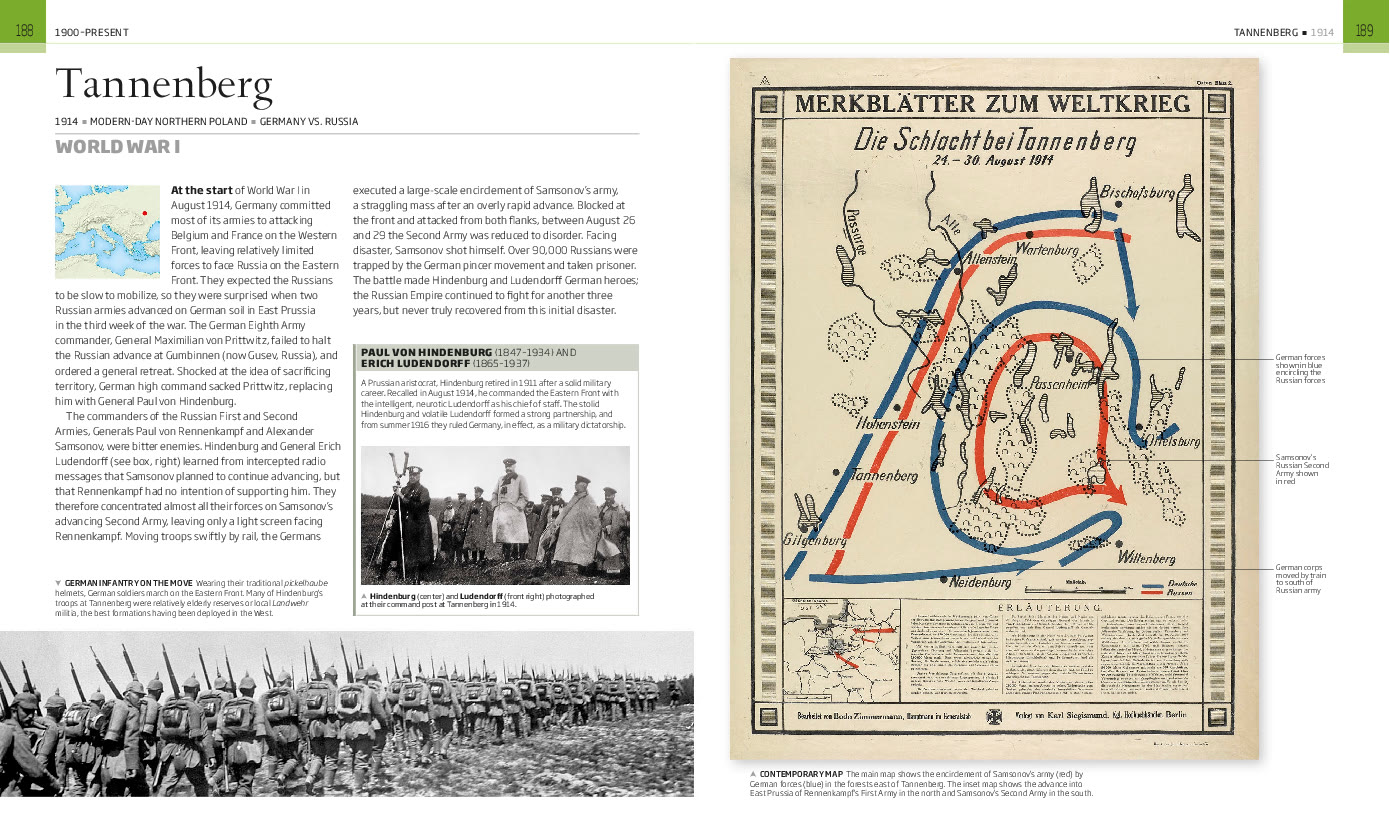 188
1900–PRESENT
Tannenberg
1914 ■ MODERN-DAY NORTHERN POLAND ■ GERMANY VS. RUSSIA
WORLD WAR I
At the start of World War I in
August 1914, Germany committed
most of its armies to attacking
Belgium and France on the Western
Front, leaving relatively limited
forces to face Russia on the Eastern
Front. They expected the Russians
to be slow to mobilize, so they were surprised when two
Russian armies advanced on German soil in East Prussia
in the third week of the war. The German Eighth Army
commander, General Maximilian von Prittwitz, failed to halt
the Russian advance at Gumbinnen (now Gusev, Russia), and
ordered a general retreat. Shocked at the idea of sacrificing
territory, German high command sacked Prittwitz, replacing
him with General Paul von Hindenburg.
The commanders of the Russian First and Second
Armies, Generals Paul von Rennenkampf and Alexander
Samsonov, were bitter enemies. Hindenburg and General Erich
Ludendorff (see box, right) learned from intercepted radio
messages that Samsonov planned to continue advancing, but
that Rennenkampf had no intention of supporting him. They
therefore concentrated almost all their forces on Samsonov's
advancing Second Army, leaving only a light screen facing
Rennenkampf. Moving troops swiftly by rail, the Germans
executed a large-scale encirclement of Samsonov's army,
a straggling mass after an overly rapid advance. Blocked at
the front and attacked from both flanks, between August 26
and 29 the Second Army was reduced to disorder. Facing
disaster, Samsonov shot himself. Over 90,000 Russians were
trapped by the German pincer movement and taken prisoner.
The battle made Hindenburg and Ludendorff German heroes;
the Russian Empire continued to fight for another three
years, but never truly recovered from this initial disaster.
PAUL VON HINDENBURG (1847–1934) AND
ERICH LUDENDORFF (1865–1937)
A Prussian aristocrat, Hindenburg retired in 1911 after a solid military
career. Recalled in August 1914, he commanded the Eastern Front with
the intelligent, neurotic Ludendorff as his chief of staff. The stolid
Hindenburg and volatile Ludendorff formed a strong partnership, and
from summer 1916 they ruled Germany, in effect, as a military dictatorship.
Hindenburg (center) and Ludendorff (front right) photographed
at their command post at Tannenberg in 1914.
GERMAN INFANTRY ON THE MOVE Wearing their traditional pickelhaube
helmets, German soldiers march on the Eastern Front. Many of Hindenburg's
troops at Tannenberg were relatively elderly reserves or local Landwehr
militia, the best formations having been deployed in the West.
TANNENBERG ■ 1914
189
MERKBLÄTTER ZUM WELTKRIEG
Die Schlacht bei Tannenberg
24.–30. August 1914
Bischofsburg
Passarge
Alle
Wartenburg
Allenstein
Passenheim
Hohenstein
Ortelsburg
Tannenberg
Gilgenburg
Willenberg
Neidenburg
Deutsche
Russen
ERLÄUTERUNG
Bearbeitet von Bodo Zimmermann, Hauptmann im Generalstab
Verlag von Karl Siegismund, Kgl. Hofbuchhändler, Berlin
German forces
shown in blue
encircling the
Russian forces
Samsonov's
Russian Second
Army shown
in red
German corps
moved by train
to south of
Russian army
CONTEMPORARY MAP The main map shows the encirclement of Samsonov's army (red) by
German forces (blue) in the forests east of Tannenberg. The inset map shows the advance into
East Prussia of Rennenkampf's First Army in the north and Samsonov's Second Army in the south.